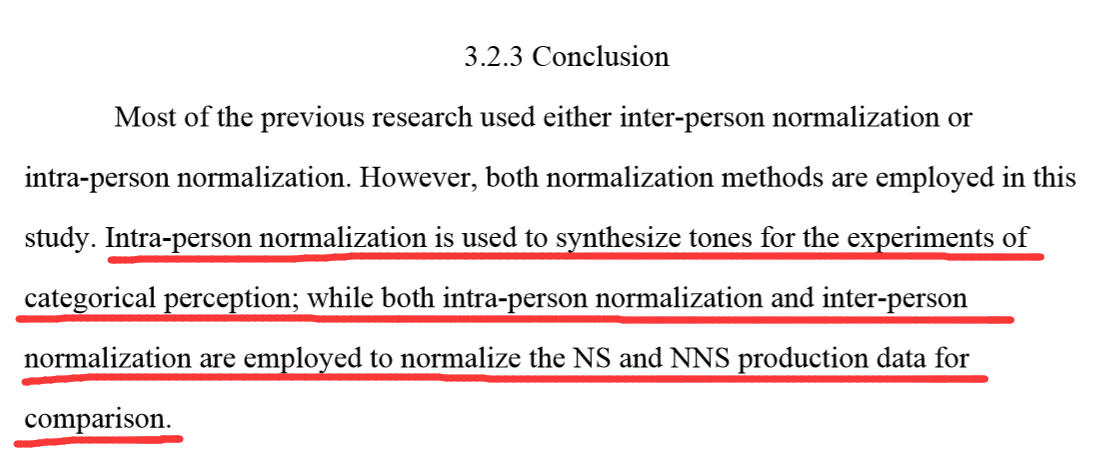 3.2.3 Conclusion
Most of the previous research used either inter-person normalization or
intra-person normalization. However, both normalization methods are employed in this
study. Intra-person normalization is used to synthesize tones for the experiments of
categorical perception; while both intra-person normalization and inter-person
normalization are employed to normalize the NS and NNS production data for
comparison.